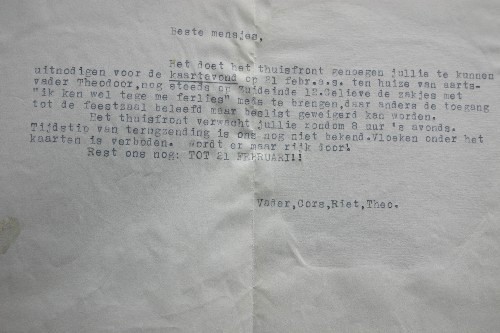 Beste mensjes,
Het doet het thuisfront genoegen jullie te kunnen
uitnodigen voor de kaartavond op 21 febr.a.s. ten huize van aarts-
vader Theodoor,nog steeds op Zuideinde 12.Gelieve de zakjes met
"ik ken wel tege me ferlies" mede te brengen,daar anders de toegang
tot de feestzaal beleefd maar beslist geweigerd kan worden.
Het thuisfront verwacht jullie rondom 8 uur 's avonds.
Tijdstip van terugzending is ons nog niet bekend.Vloeken onder het
kaarten is verboden. Wordt er maar rijk door!
Rest ons nog: TOT 21 FEBRUARI!!
Vader,Cors,Riet,Theo.